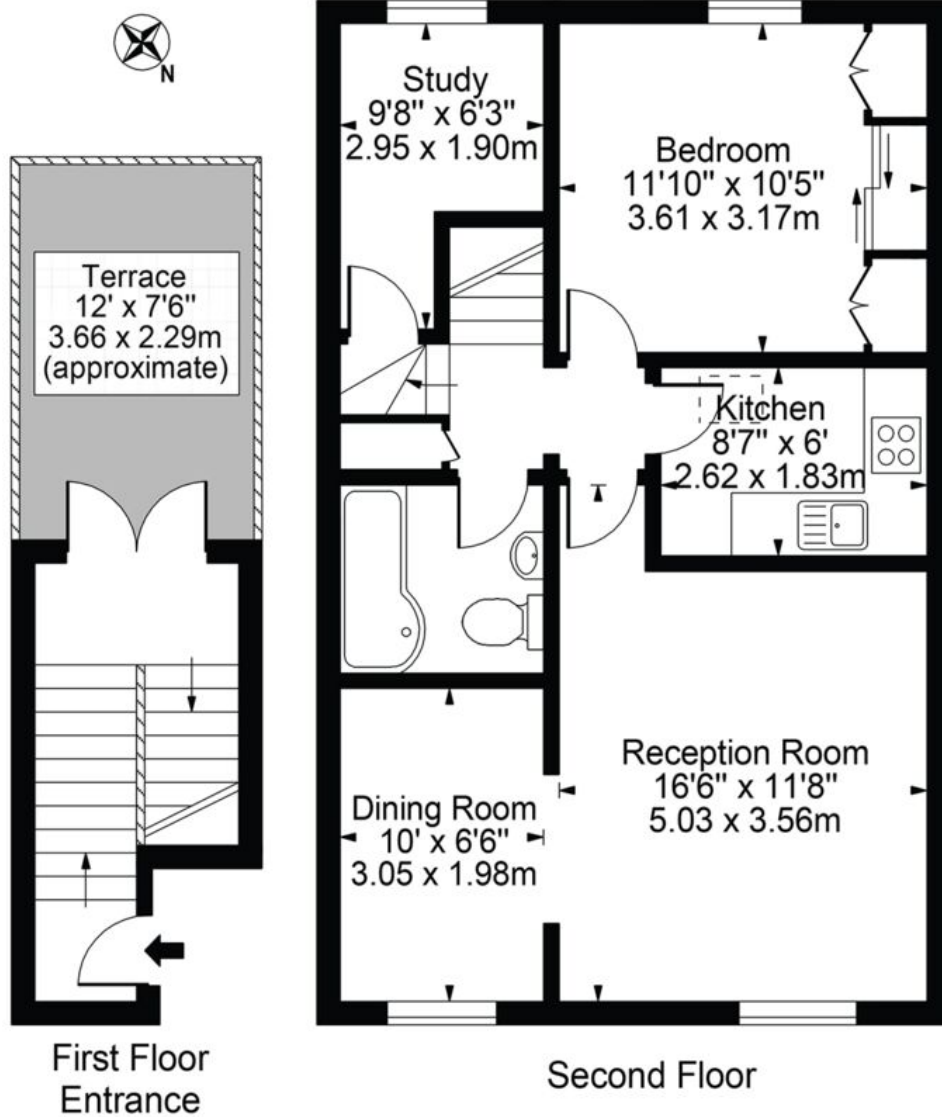 N
Study
9'8" x 6'3"
2.95 x 1.90m
Bedroom
11'10" x 10'5"
3.61 x 3.17m
Terrace
12' x 7'6"
3.66 x 2.29m
(approximate)
Kitchen
8'7" x 6'
2.62 x 1.83m
Reception Room
16'6" x 11'8"
5.03 x 3.56m
Dining Room
10' x 6'6"
3.05 x 1.98m
First Floor
Entrance
Second Floor